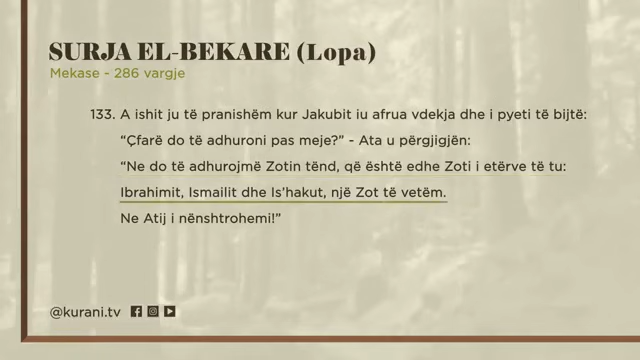 SURJA EL-BEKARE (Lopa)
Mekase - 286 vargje
133. A ishit ju të pranishëm kur Jakubit iu afrua vdekja dhe i pyeti të bijtë:
“Çfarë do të adhuroni pas meje?” - Ata u përgjigjën:
“Ne do të adhurojmë Zotin tënd, që është edhe Zoti i etërve të tu:
Ibrahimit, Ismailit dhe Is’hakut, një Zot të vetëm.
Ne Atij i nënshtrohemi!”
@kurani.tv